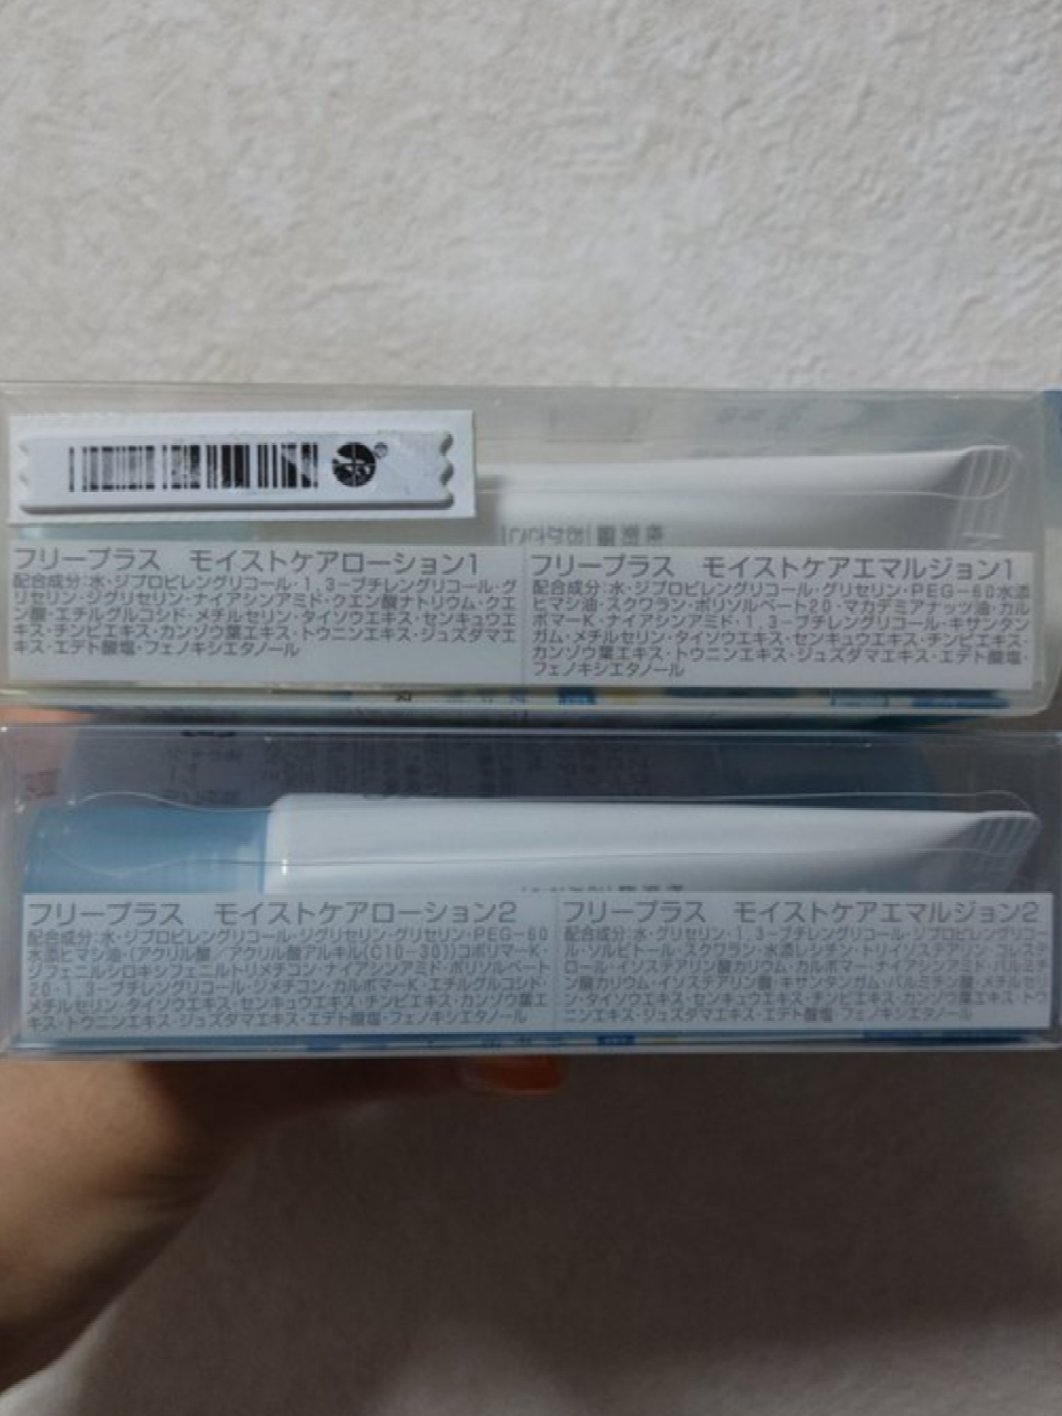 フリープラス　モイストケアローション1
配合成分:水・ジプロピレングリコール・1,3-ブチレングリコール・グ
リセリン・ジグリセリン・ナイアシンアミド・クエン酸ナトリウム・クエ
ン酸・エチルグルコシド・メチルセリン・タイソウエキス・センキュウエ
キス・チンピエキス・カンゾウ葉エキス・トウニンエキス・ジュズダマエ
キス・エデト酸塩・フェノキシエタノール
フリープラス　モイストケアエマルジョン1
配合成分:水・ジプロピレングリコール・グリセリン・PEG-60水添
ヒマシ油・スクワラン・ポリソルベート20・マカデミアナッツ油・カル
ボマーK・ナイアシンアミド・1,3-ブチレングリコール・キサンタン
ガム・メチルセリン・タイソウエキス・センキュウエキス・チンピエキス・
カンゾウ葉エキス・トウニンエキス・ジュズダマエキス・エデト酸塩・
フェノキシエタノール
フリープラス　モイストケアローション2
配合成分:水・ジプロピレングリコール・ジグリセリン・グリセリン・PEG-60
水添ヒマシ油・(アクリル酸/アクリル酸アルキル(C10-30))コポリマーK・
ジフェニルシロキシフェニルトリメチコン・ナイアシンアミド・ポリソルベート
20・1,3-ブチレングリコール・ジメチコン・カルボマーK・エチルグルコシド・
メチルセリン・タイソウエキス・センキュウエキス・チンピエキス・カンゾウ葉エ
キス・トウニンエキス・ジュズダマエキス・エデト酸塩・フェノキシエタノール
フリープラス　モイストケアエマルジョン2
配合成分:水・グリセリン・1,3-ブチレングリコール・ジプロピレングリコー
ル・ソルビトール・スクワラン・水添レシチン・トリイソステアリン・コレステ
ロール・イソステアリン酸カリウム・カルボマー・ナイアシンアミド・パルミチ
ン酸カリウム・イソステアリン酸・キサンタンガム・パルミチン酸・メチルセリ
ン・タイソウエキス・センキュウエキス・チンピエキス・カンゾウ葉エキス・トウ
ニンエキス・ジュズダマエキス・エデト酸塩・フェノキシエタノール